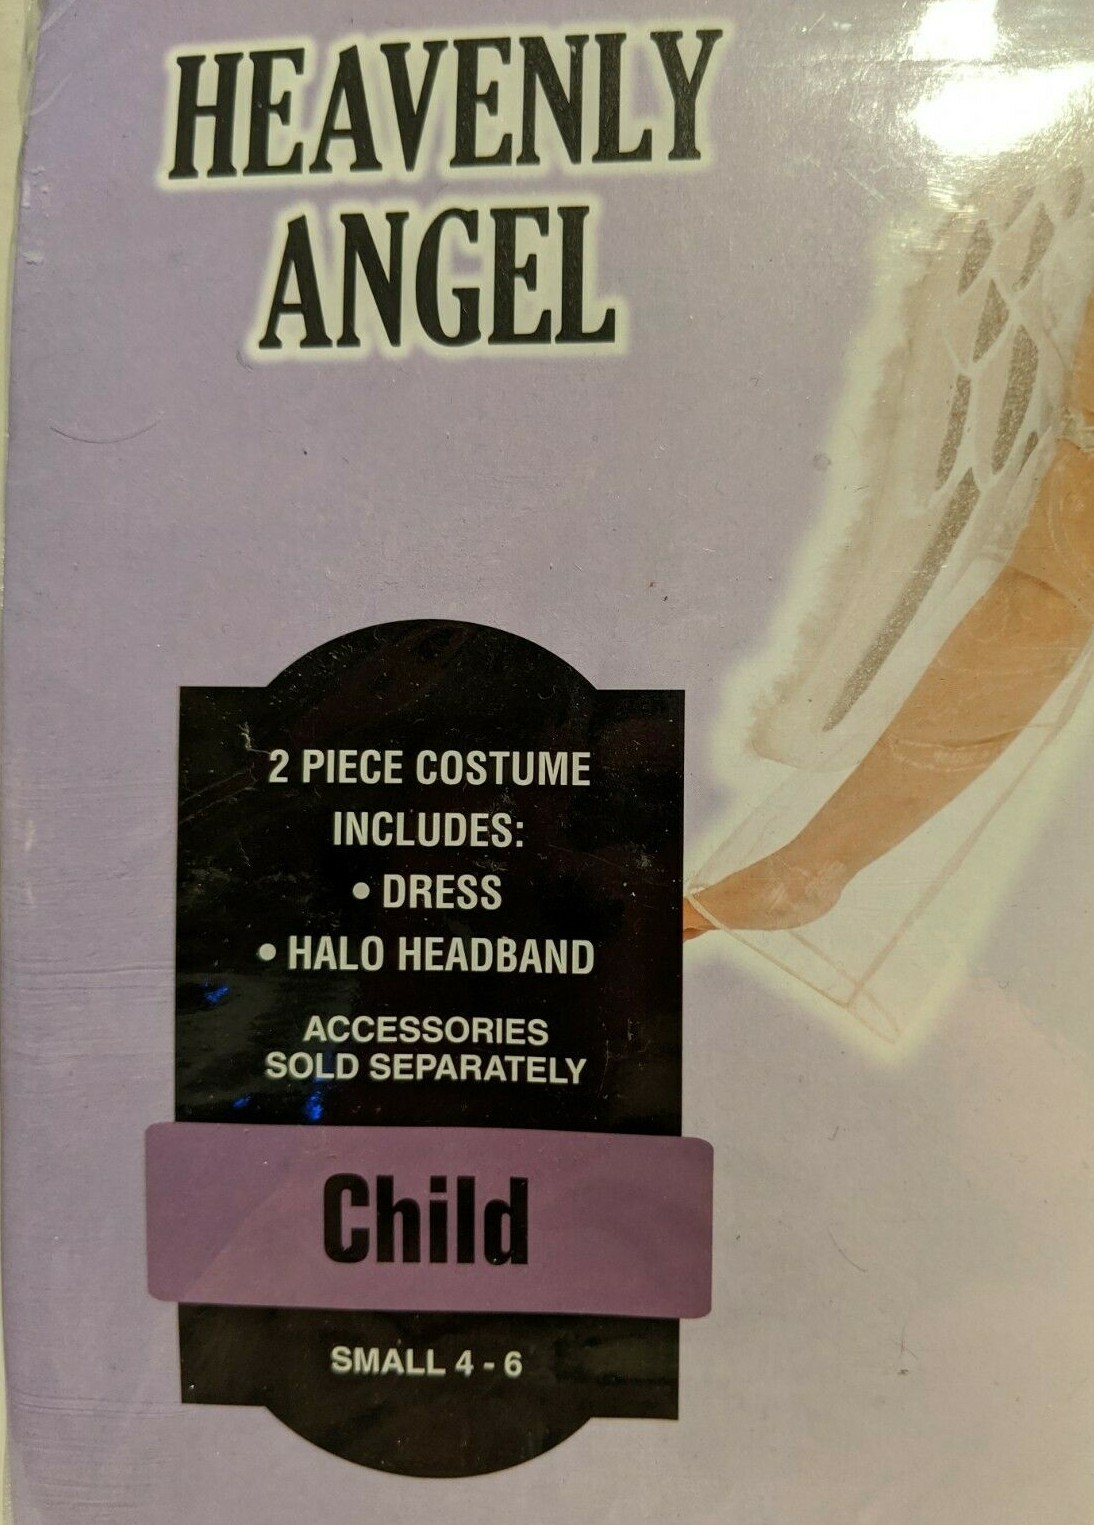 HEAVENLY
ANGEL
2 PIECE COSTUME
INCLUDES:
• DRESS
• HALO HEADBAND
ACCESSORIES
SOLD SEPARATELY
Child
SMALL 4 - 6